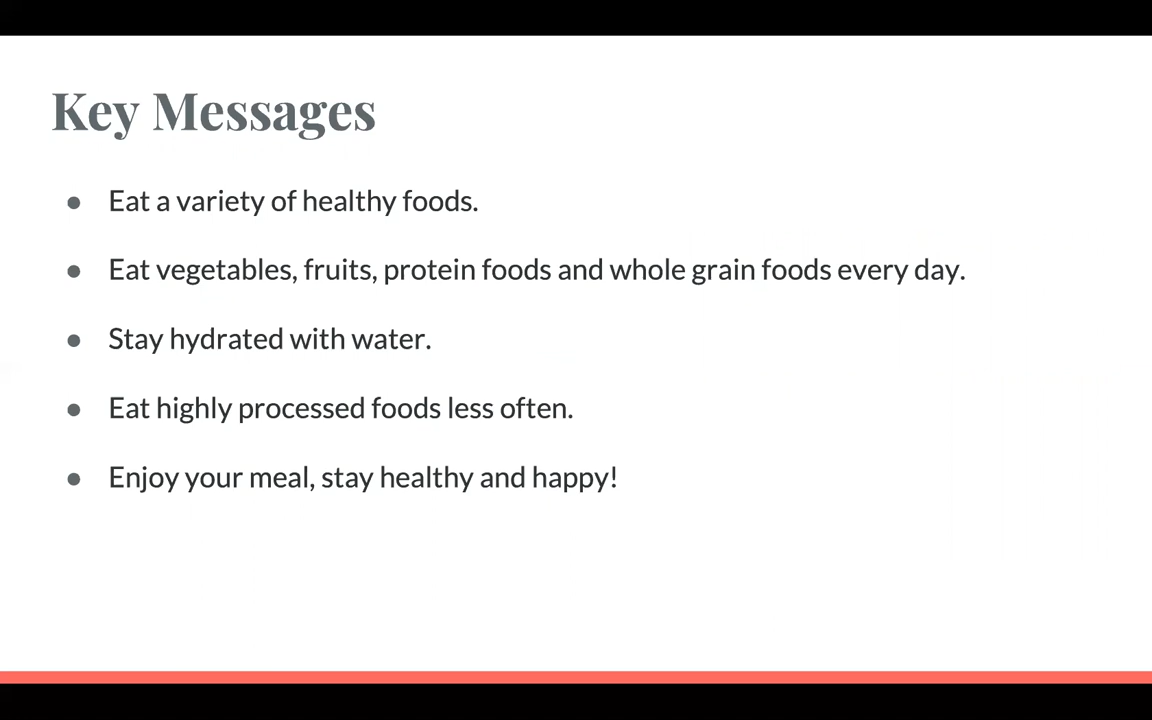 Key Messages
● Eat a variety of healthy foods.
● Eat vegetables, fruits, protein foods and whole grain foods every day.
● Stay hydrated with water.
● Eat highly processed foods less often.
● Enjoy your meal, stay healthy and happy!